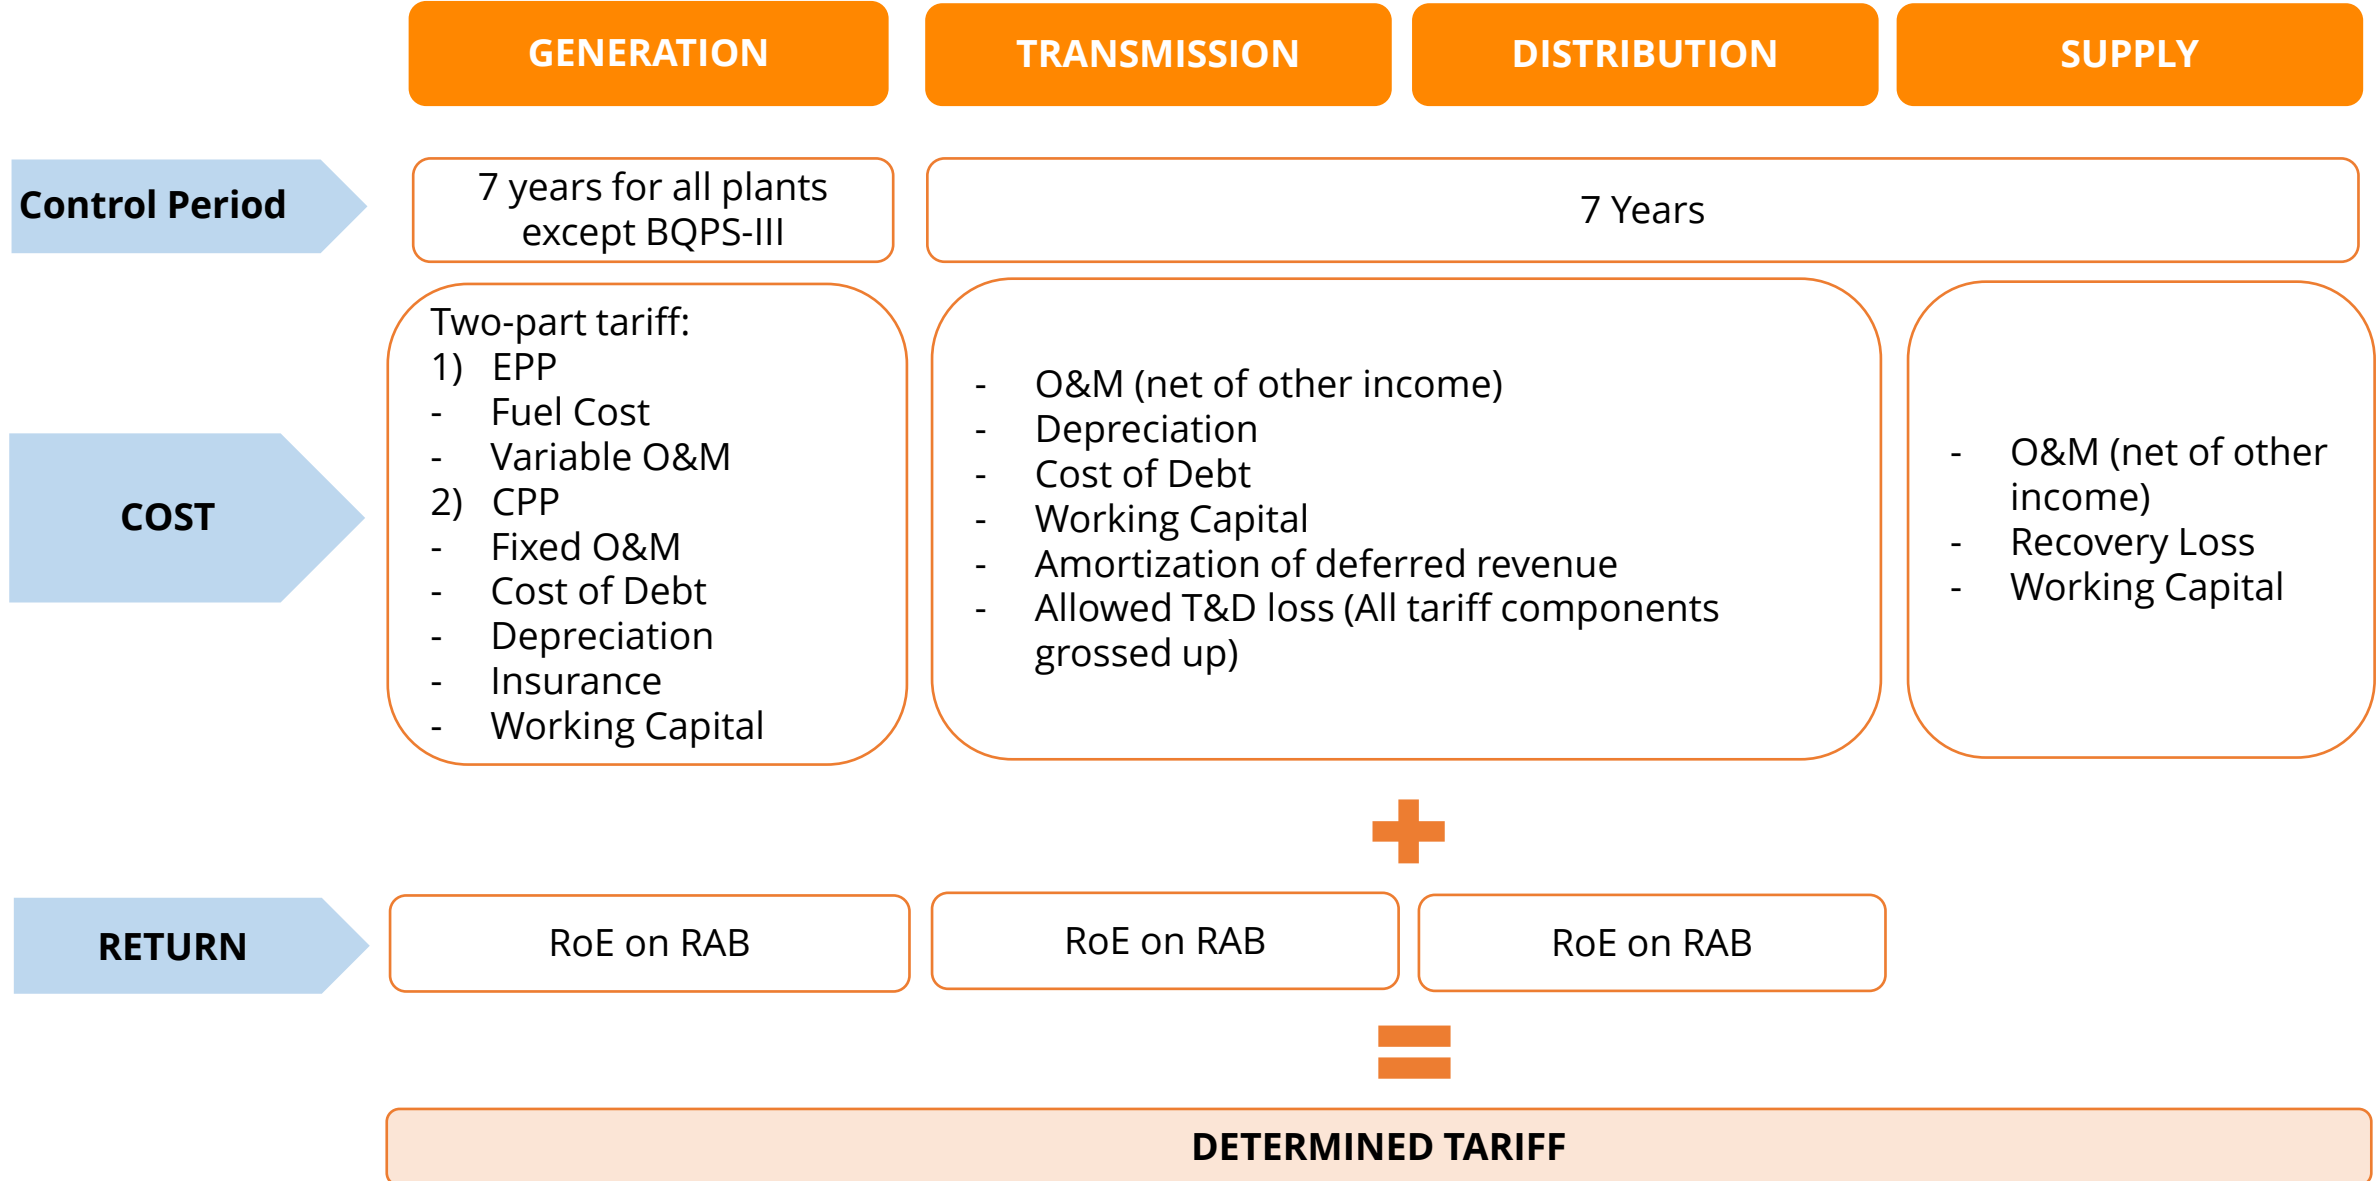 GENERATION
TRANSMISSION
DISTRIBUTION
SUPPLY
Control Period
7 years for all plants
except BQPS-III
7 Years
COST
Two-part tariff:
1) EPP
- Fuel Cost
- Variable O&M
2) CPP
- Fixed O&M
- Cost of Debt
- Depreciation
- Insurance
- Working Capital
- O&M (net of other income)
- Depreciation
- Cost of Debt
- Working Capital
- Amortization of deferred revenue
- Allowed T&D loss (All tariff components
grossed up)
- O&M (net of other
income)
- Recovery Loss
- Working Capital
RETURN
RoE on RAB
RoE on RAB
RoE on RAB
DETERMINED TARIFF